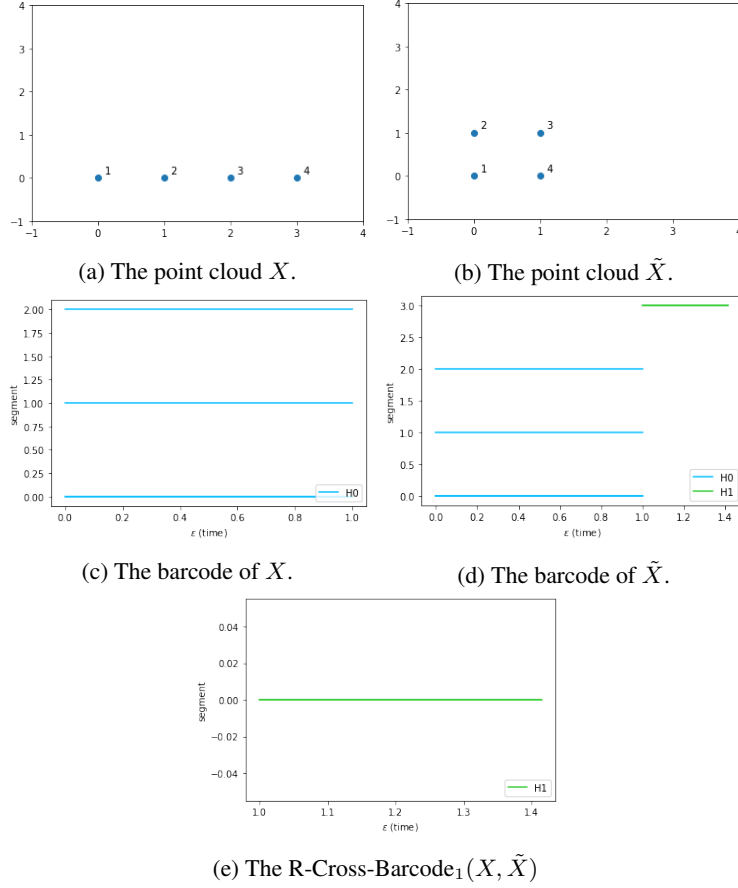 4
3
2
1
0
−1
−1 0 1 2 3 4
1 2 3 4
4
3
2
1
0
−1
−1 0 1 2 3 4
2 3
1 4
(a) The point cloud X.
(b) The point cloud X̃.
2.00
1.75
1.50
1.25
1.00
0.75
0.50
0.25
0.00
segment
0.0 0.2 0.4 0.6 0.8 1.0
ε (time)
H0
3.0
2.5
2.0
1.5
1.0
0.5
0.0
segment
0.0 0.2 0.4 0.6 0.8 1.0 1.2 1.4
ε (time)
H0
H1
(c) The barcode of X.
(d) The barcode of X̃.
0.04
0.02
0.00
−0.02
−0.04
segment
1.0 1.1 1.2 1.3 1.4
ε (time)
H1
(e) The R-Cross-Barcode₁(X, X̃)